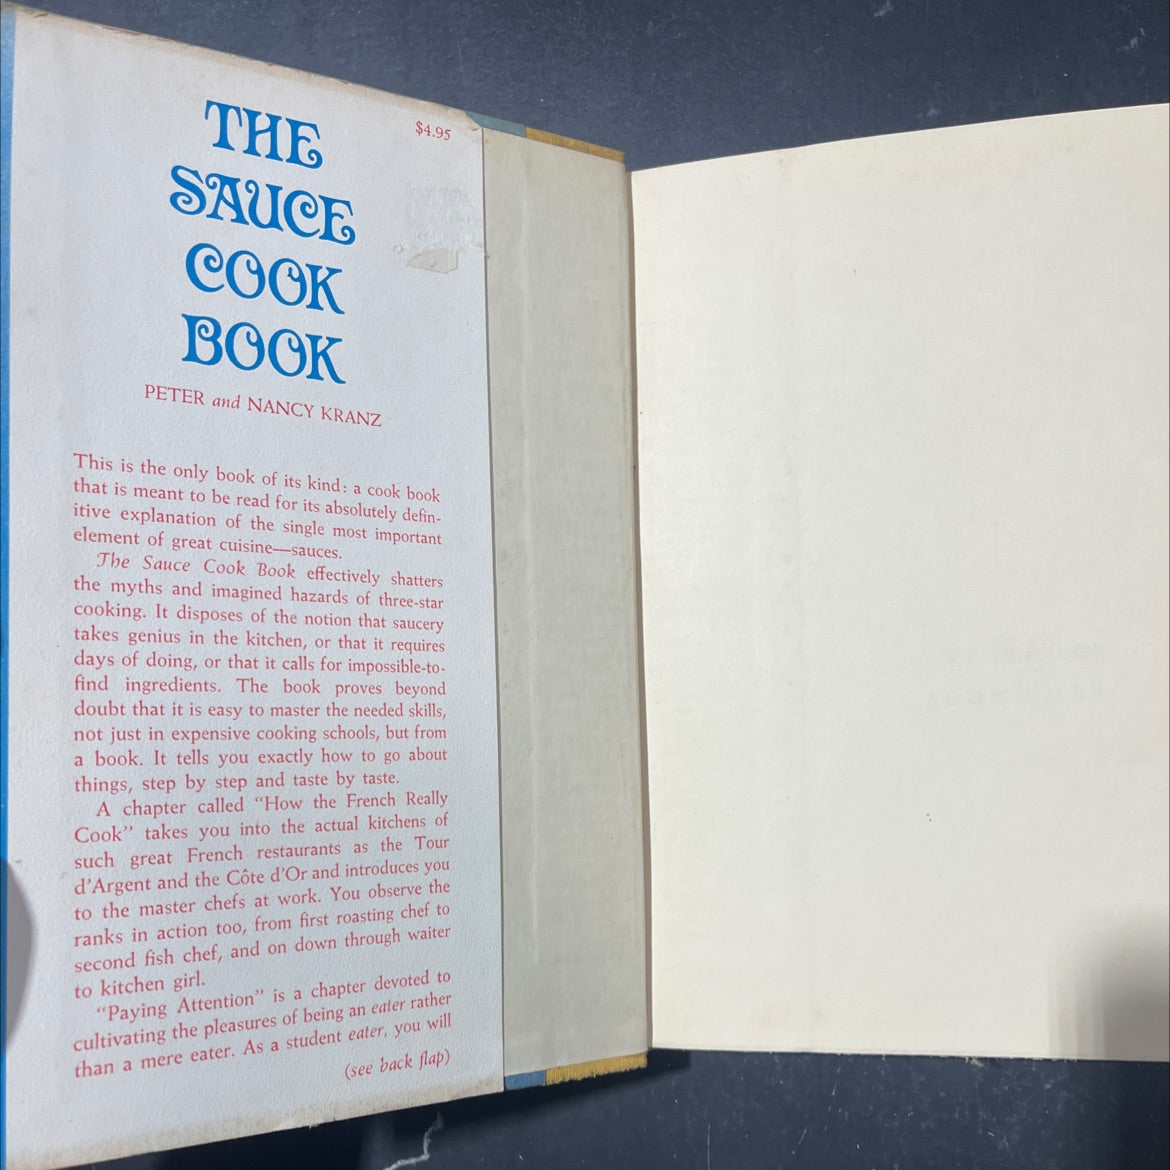 $4.95
THE
SAUCE
COOK
BOOK
PETER and NANCY KRANZ
This is the only book of its kind: a cook book
that is meant to be read for its absolutely defin-
itive explanation of the single most important
element of great cuisine—sauces.
The Sauce Cook Book effectively shatters
the myths and imagined hazards of three-star
cooking. It disposes of the notion that saucery
takes genius in the kitchen, or that it requires
days of doing, or that it calls for impossible-to-
find ingredients. The book proves beyond
doubt that it is easy to master the needed skills,
not just in expensive cooking schools, but from
a book. It tells you exactly how to go about
things, step by step and taste by taste.
A chapter called “How the French Really
Cook” takes you into the actual kitchens of
such great French restaurants as the Tour
d’Argent and the Côte d’Or and introduces you
to the master chefs at work. You observe the
ranks in action too, from first roasting chef to
second fish chef, and on down through waiter
to kitchen girl.
“Paying Attention” is a chapter devoted to
cultivating the pleasures of being an eater rather
than a mere eater. As a student eater, you will
(see back flap)